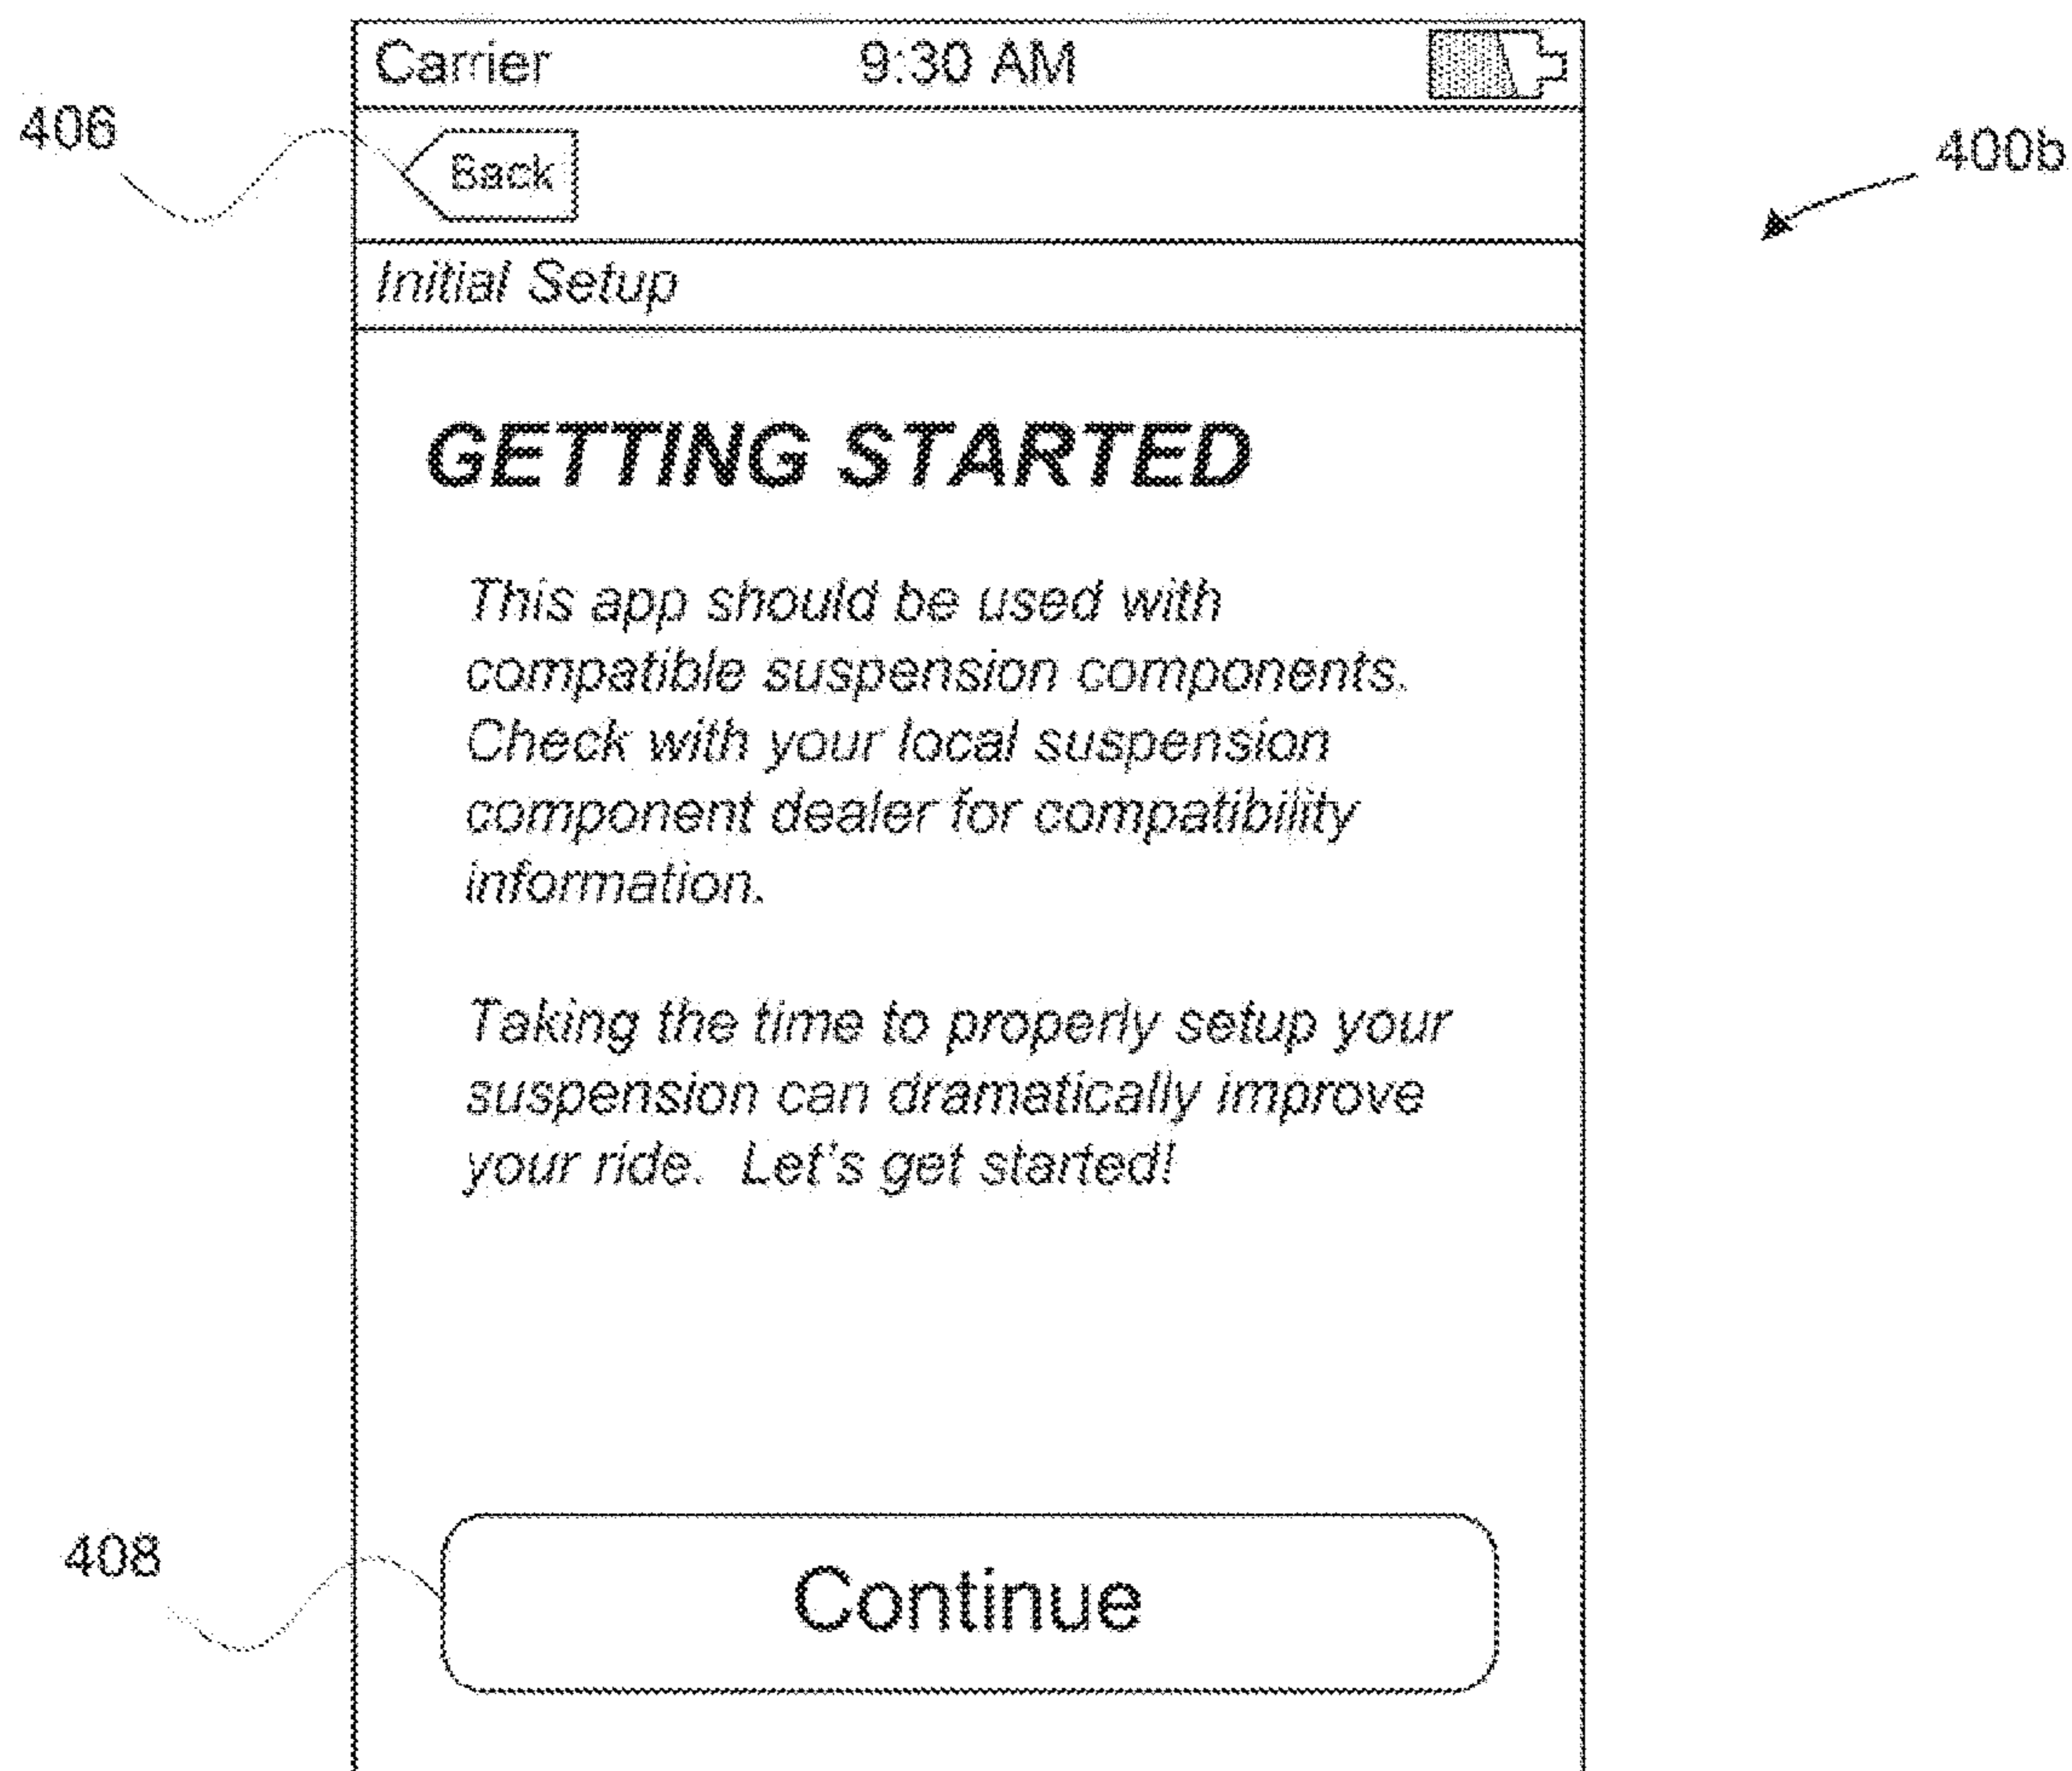 Carrier 9:30 AM
406
Back
400b
Initial Setup
GETTING STARTED
This app should be used with
compatible suspension components.
Check with your local suspension
component dealer for compatibility
information.
Taking the time to properly setup your
suspension can dramatically improve
your ride. Let's get started!
408
Continue